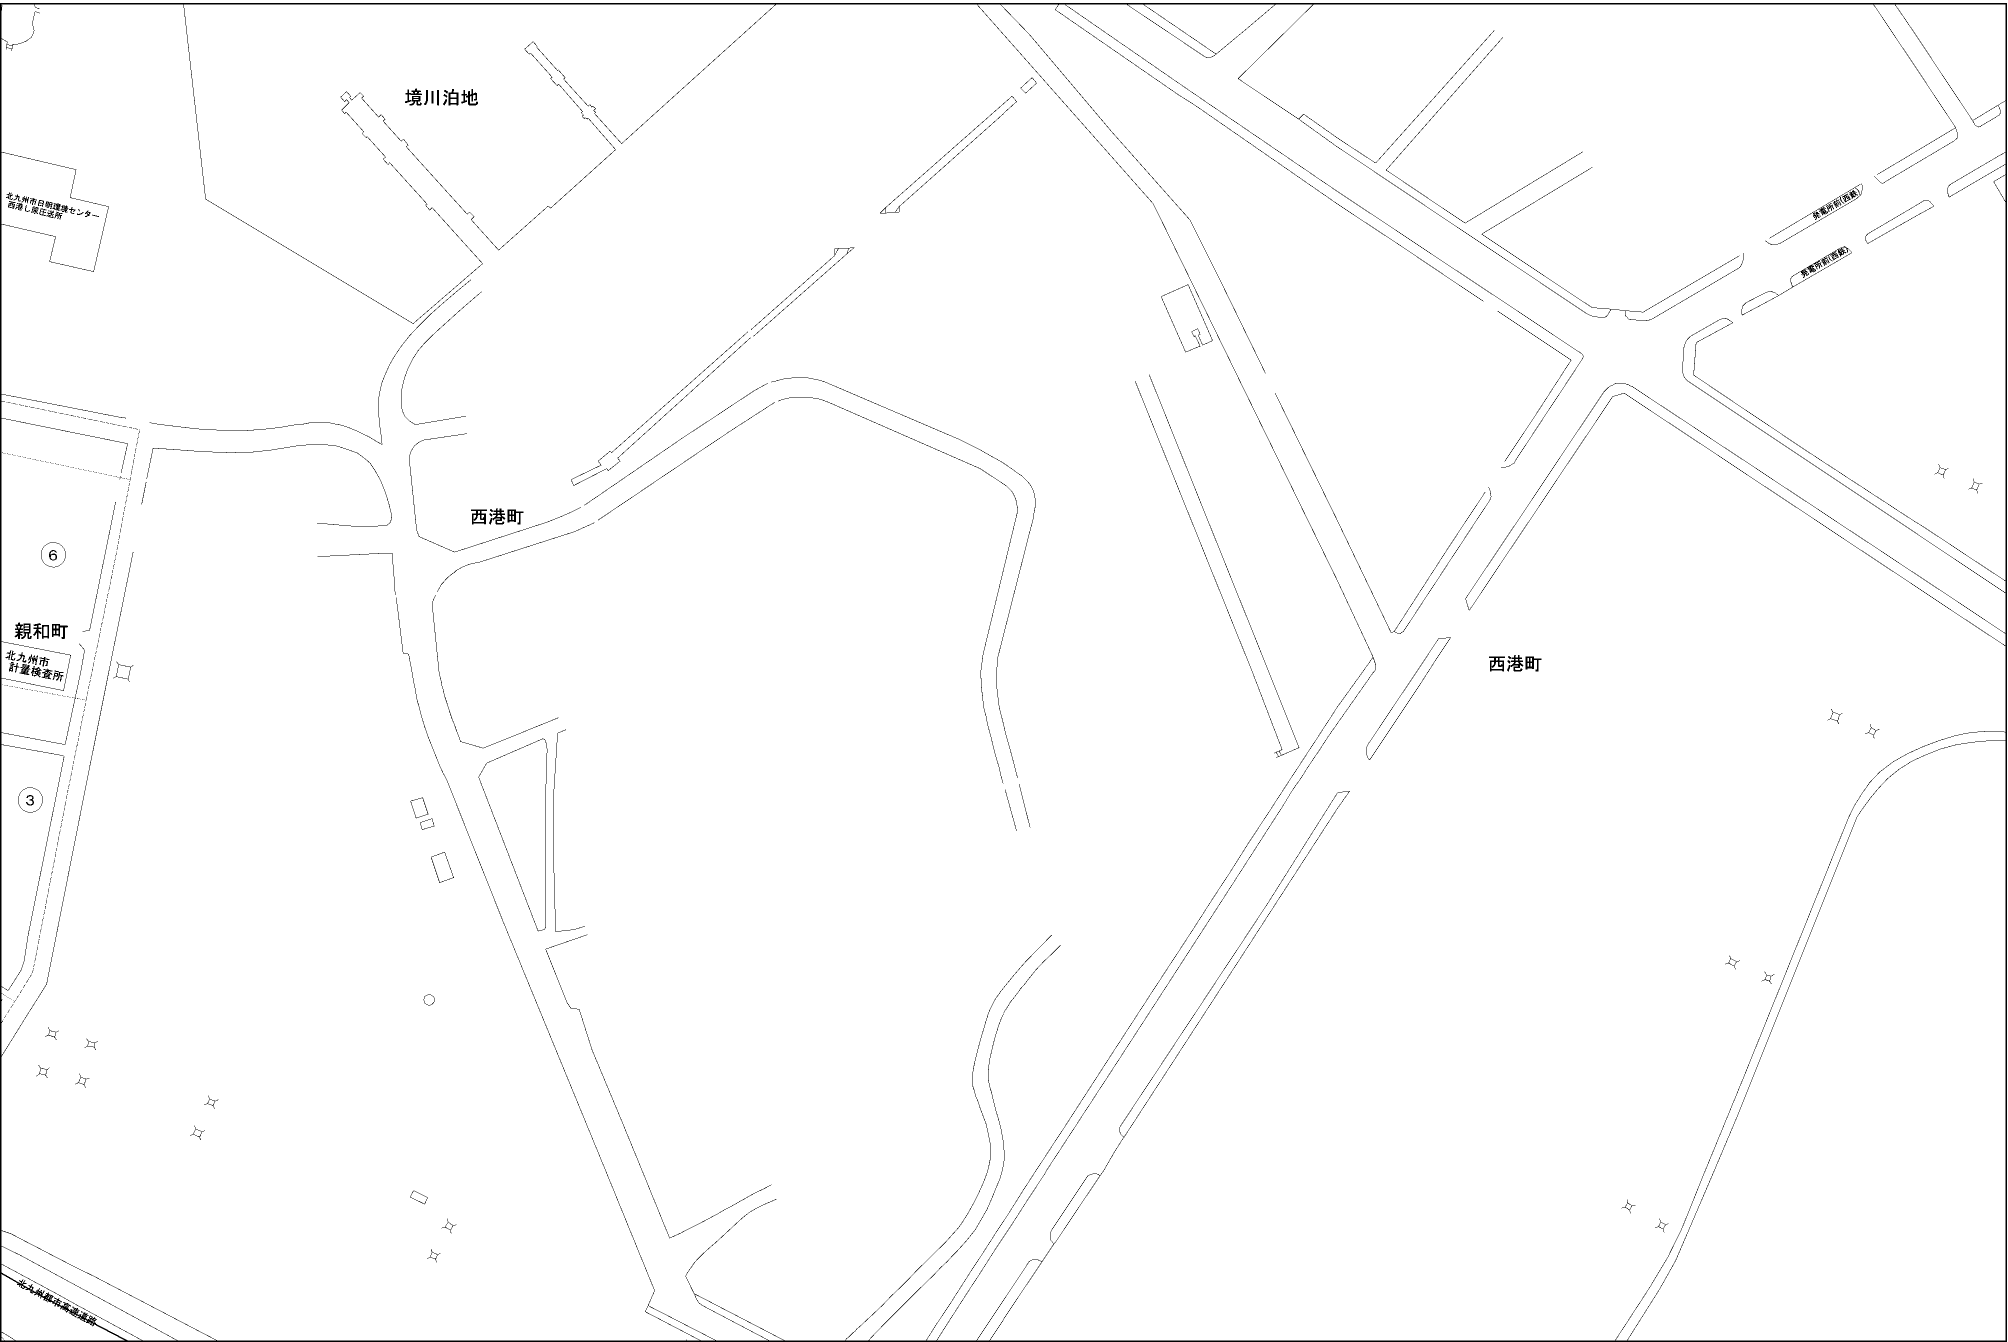 境川泊地
北九州市日明環境センター
西港し尿圧送所
発電所前(西鉄)
発電所前(西鉄)
西港町
6
親和町
北九州市
計量検査所
西港町
3
北九州都市高速道路